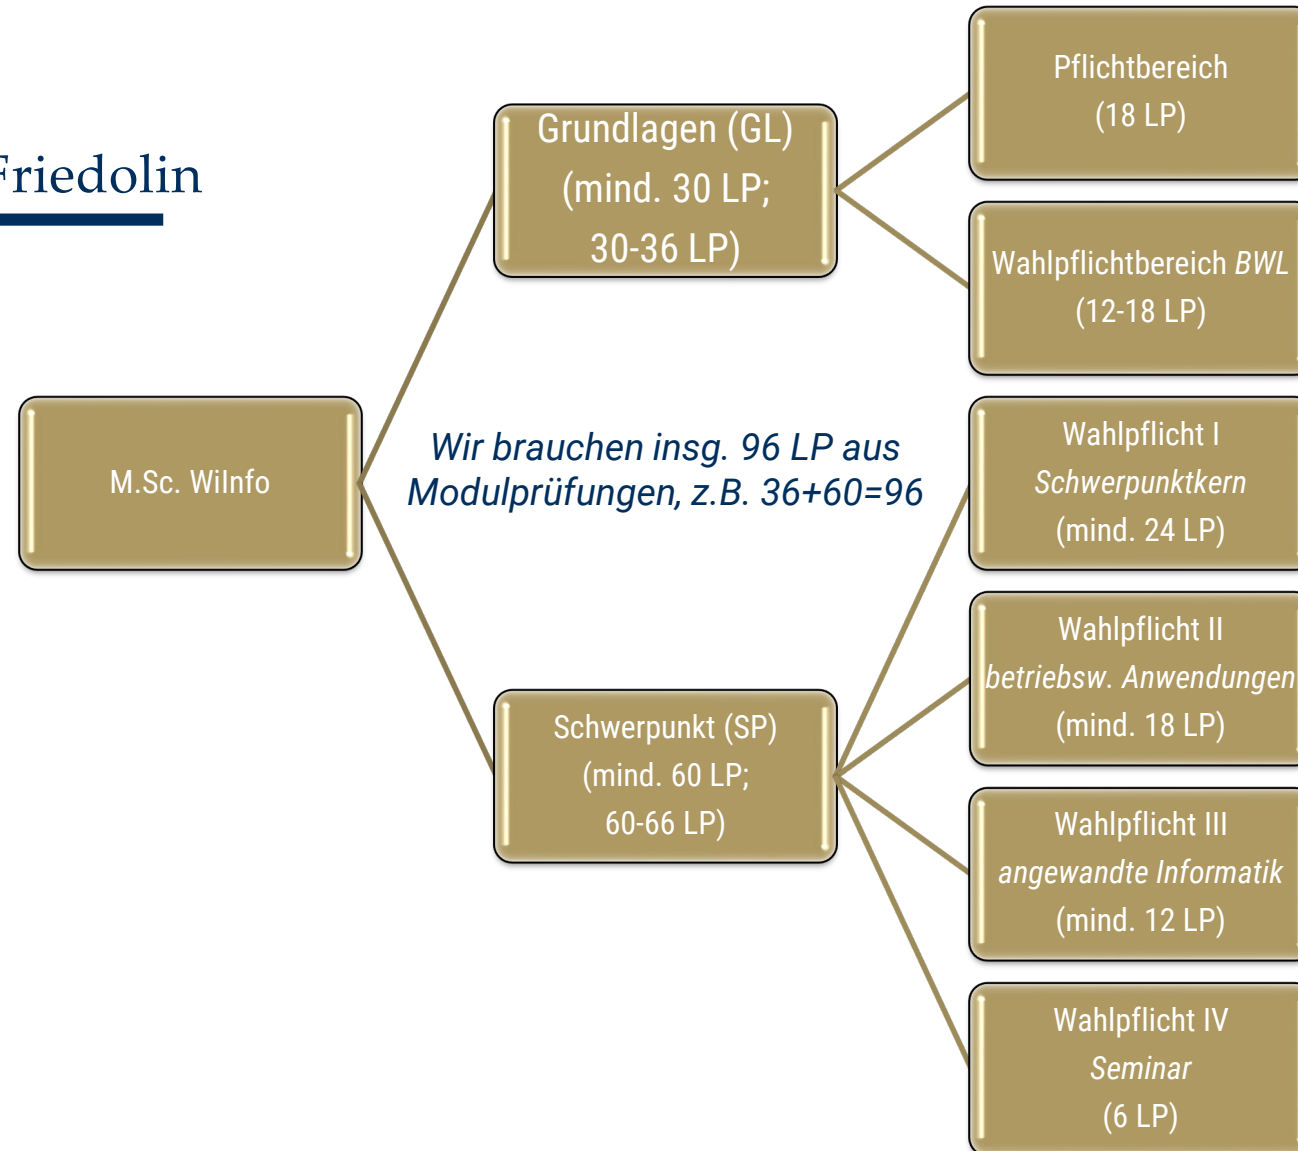 Friedolin
M.Sc. WiInfo
Grundlagen (GL)
(mind. 30 LP;
30-36 LP)
Wir brauchen insg. 96 LP aus
Modulprüfungen, z.B. 36+60=96
Schwerpunkt (SP)
(mind. 60 LP;
60-66 LP)
Pflichtbereich
(18 LP)
Wahlpflichtbereich BWL
(12-18 LP)
Wahlpflicht I
Schwerpunktkern
(mind. 24 LP)
Wahlpflicht II
betriebsw. Anwendungen
(mind. 18 LP)
Wahlpflicht III
angewandte Informatik
(mind. 12 LP)
Wahlpflicht IV
Seminar
(6 LP)